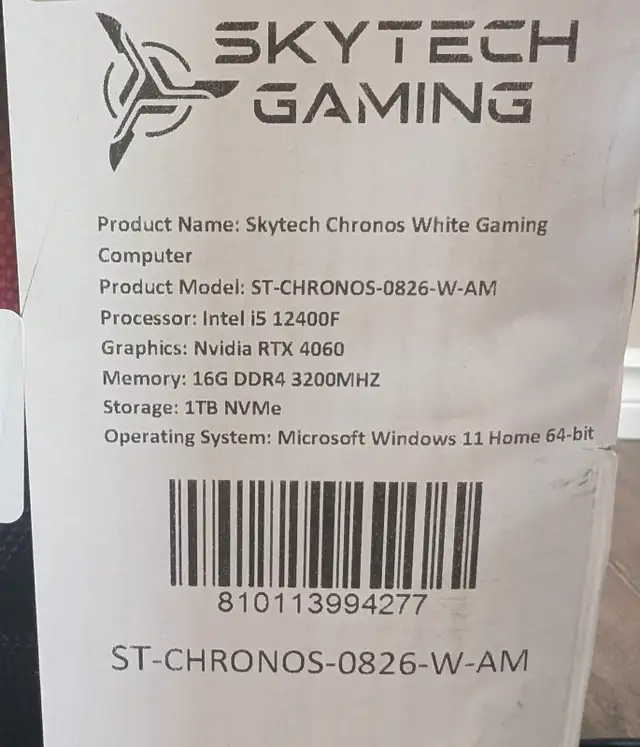 SKYTECH
GAMING
Product Name: Skytech Chronos White Gaming
Computer
Product Model: ST-CHRONOS-0826-W-AM
Processor: Intel i5 12400F
Graphics: Nvidia RTX 4060
Memory: 16G DDR4 3200MHZ
Storage: 1TB NVMe
Operating System: Microsoft Windows 11 Home 64-bit
810113994277
ST-CHRONOS-0826-W-AM